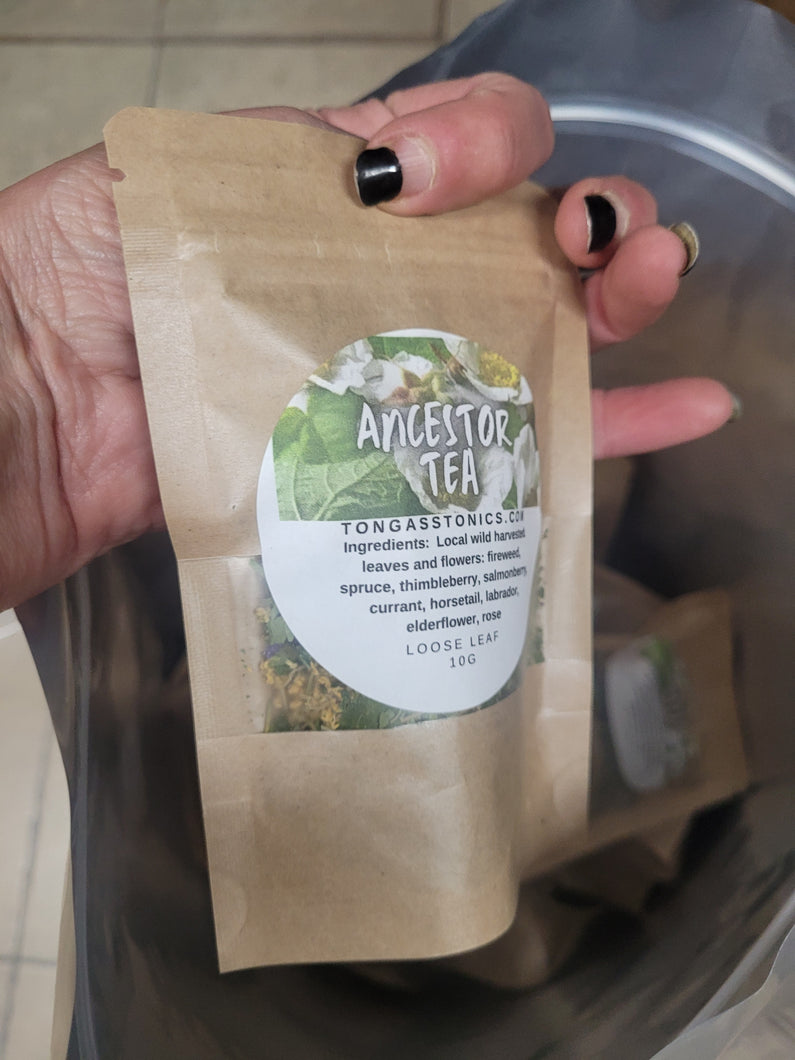 ANCESTOR
TEA
TONGASSTONICS.COM
Ingredients: Local wild harvested
leaves and flowers: fireweed,
spruce, thimbleberry, salmonberry,
currant, horsetail, labrador,
elderflower, rose
LOOSE LEAF
10G